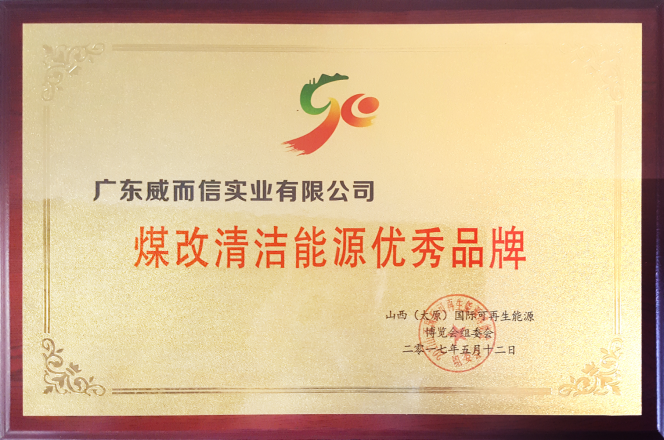 广东威而信实业有限公司
煤改清洁能源优秀品牌
山西（太原）国际可再生能源
博览会组委会
二〇一七年五月十二日